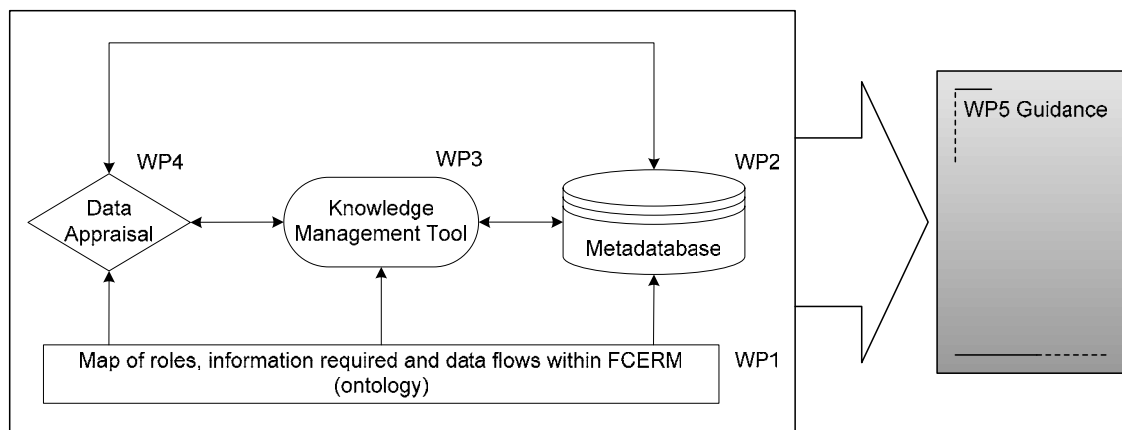 WP4
WP3
WP2
WP5 Guidance
Data
Appraisal
Knowledge
Management Tool
Metadatabase
Map of roles, information required and data flows within FCERM
(ontology)
WP1